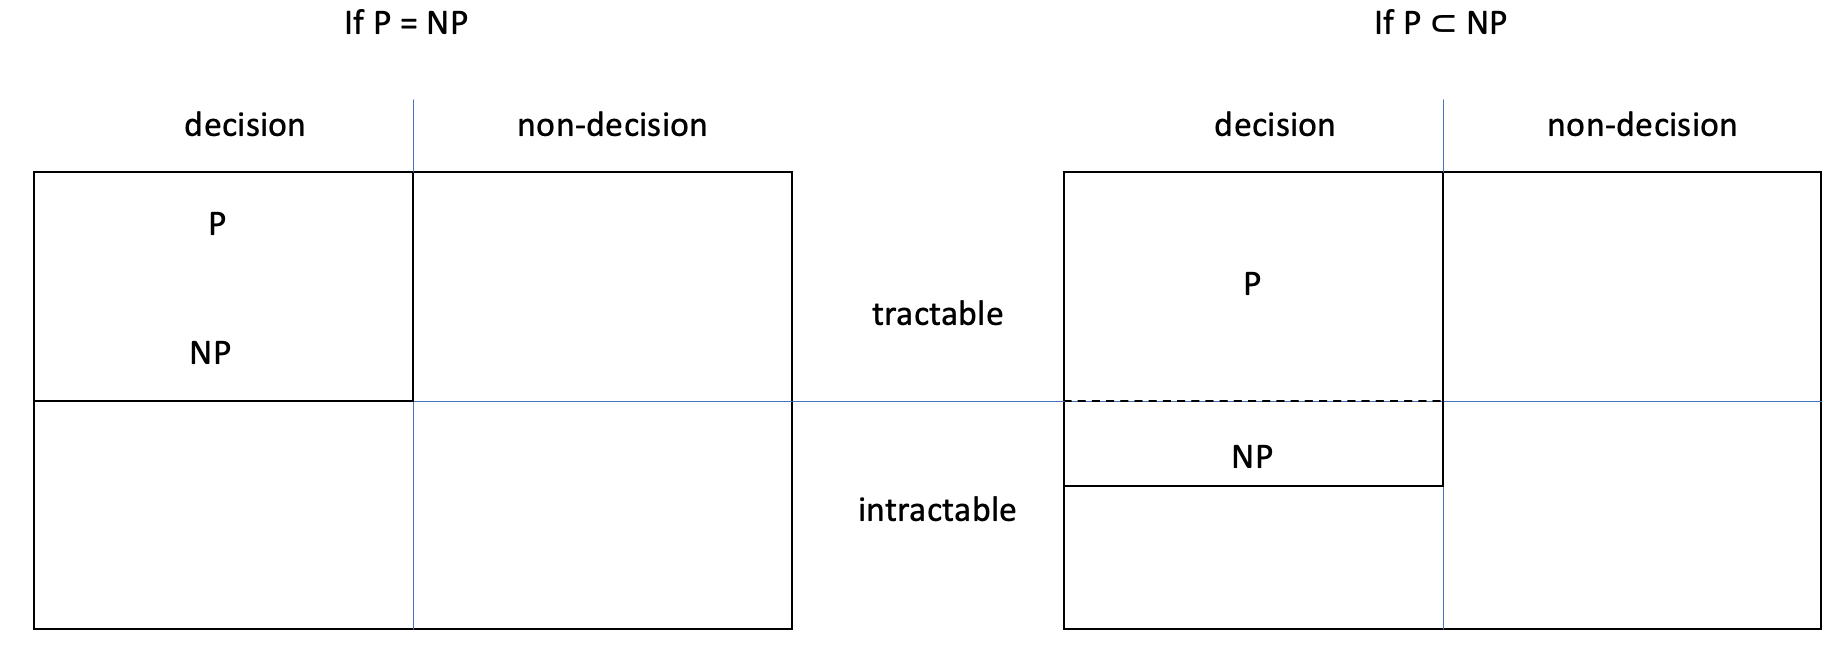 If P = NP
If P ⊂ NP
decision
non-decision
decision
non-decision
P
P
tractable
NP
NP
intractable